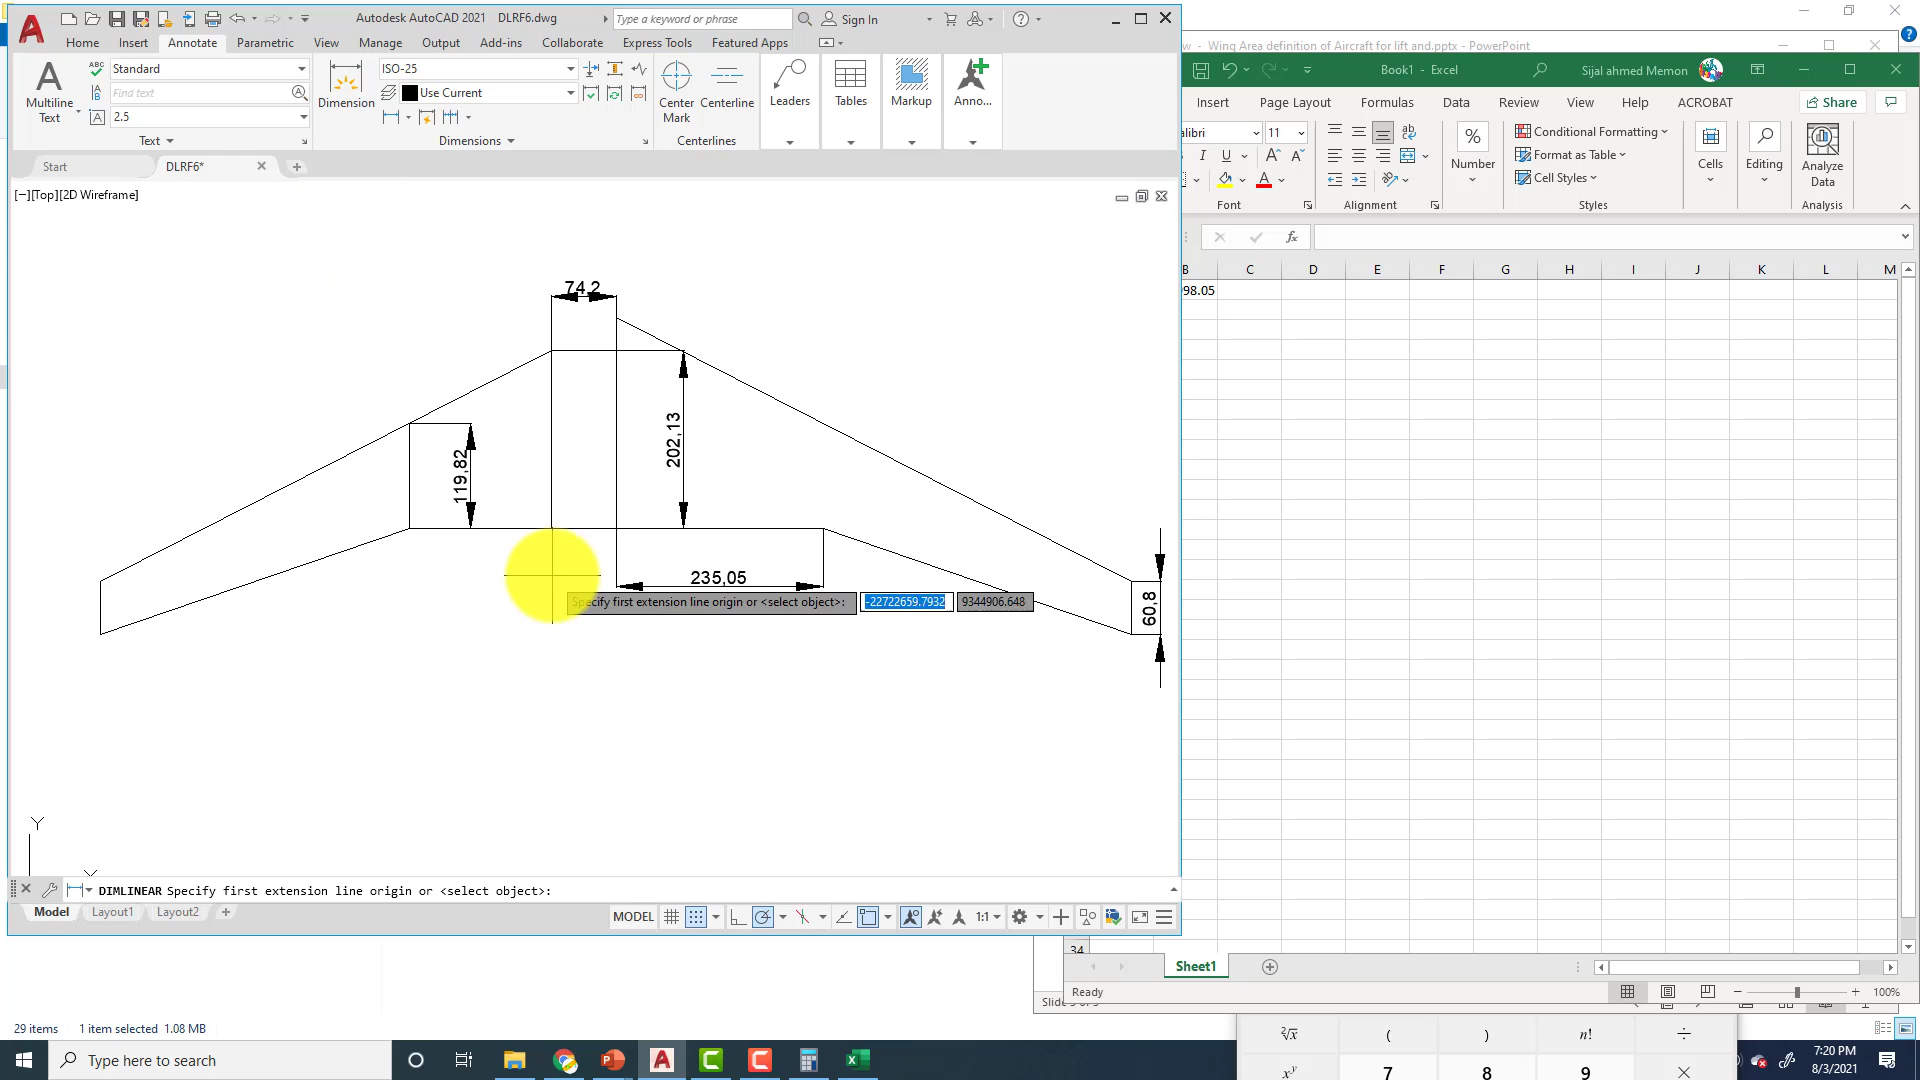 Autodesk AutoCAD 2021 DLRF6.dwg
Type a keyword or phrase
Sign In
Home Insert Annotate Parametric View Manage Output Add-ins Collaborate Express Tools Featured Apps
Multiline Text
Standard
Find text
2.5
Text
Dimension
ISO-25
Use Current
Dimensions
Center Mark
Centerline
Centerlines
Leaders
Tables
Markup
Anno...
Start
DLRF6*
[−][Top][2D Wireframe]
74,2
202,13
119,82
235,05
60,8
Specify first extension line origin or <select object>: -22722659.7932 9344906.648
Y
DIMLINEAR Specify first extension line origin or <select object>:
Model Layout1 Layout2
MODEL
1:1
Wing Area definition of Aircraft for lift and.pptx - PowerPoint
Book1 - Excel
Sijal ahmed Memon
Insert Page Layout Formulas Data Review View Help ACROBAT
Share
alibri
11
I U
Font
Alignment
Number
Conditional Formatting
Format as Table
Cell Styles
Styles
Cells
Editing
Analyze Data
Analysis
fx
B C D E F G H I J K L M
98.05
34
Sheet1
Ready
100%
29 items 1 item selected 1.08 MB
Type here to search
( ) n! ÷
7 8 9 ×
7:20 PM
8/3/2021